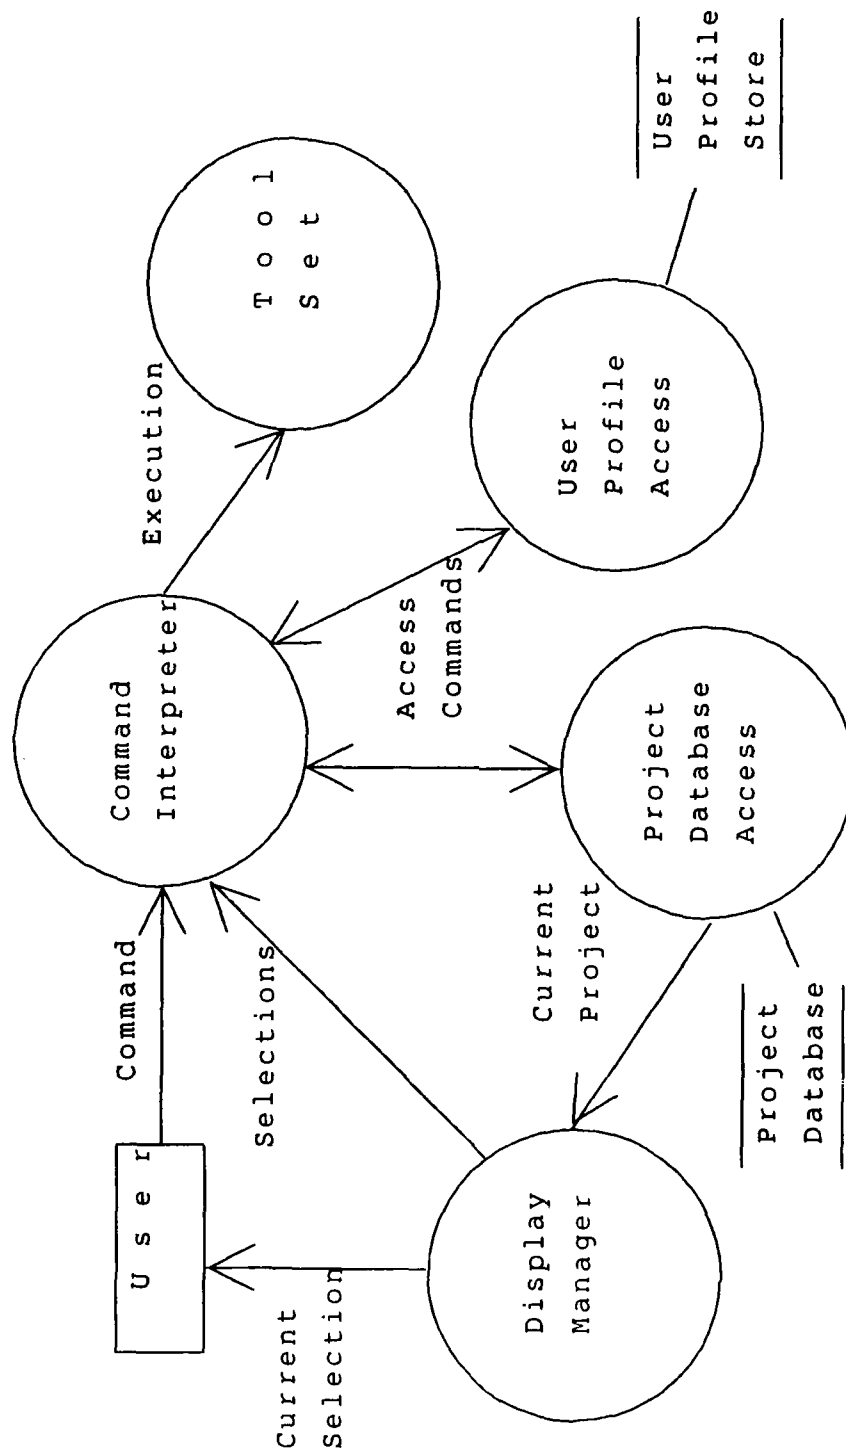 User
Command
Command
Interpreter
Execution
Tool
Set
Current
Selection
Selections
Access
Commands
Display
Manager
Current
Project
Project
Database
Access
User
Profile
Access
Project
Database
User
Profile
Store